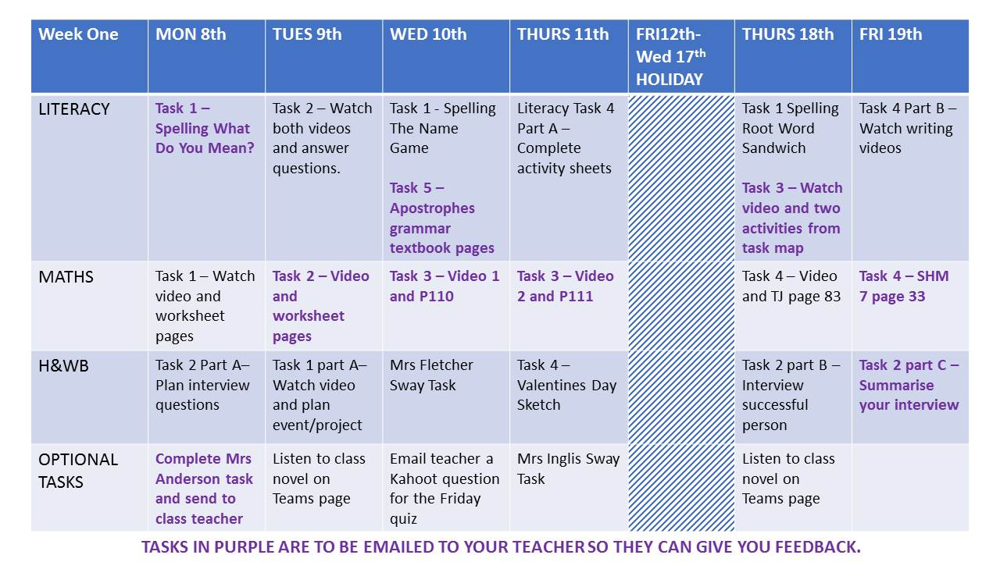 Week One
MON 8th
TUES 9th
WED 10th
THURS 11th
FRI12th-
Wed 17th
HOLIDAY
THURS 18th
FRI 19th
LITERACY
Task 1 –
Spelling What
Do You Mean?
Task 2 – Watch
both videos
and answer
questions.
Task 1 - Spelling
The Name
Game
Task 5 –
Apostrophes
grammar
textbook pages
Literacy Task 4
Part A –
Complete
activity sheets
Task 1 Spelling
Root Word
Sandwich
Task 3 – Watch
video and two
activities from
task map
Task 4 Part B –
Watch writing
videos
MATHS
Task 1 – Watch
video and
worksheet
pages
Task 2 – Video
and
worksheet
pages
Task 3 – Video 1
and P110
Task 3 – Video
2 and P111
Task 4 – Video
and TJ page 83
Task 4 – SHM
7 page 33
H&WB
Task 2 Part A–
Plan interview
questions
Task 1 part A–
Watch video
and plan
event/project
Mrs Fletcher
Sway Task
Task 4 –
Valentines Day
Sketch
Task 2 part B –
Interview
successful
person
Task 2 part C –
Summarise
your interview
OPTIONAL
TASKS
Complete Mrs
Anderson task
and send to
class teacher
Listen to class
novel on
Teams page
Email teacher a
Kahoot question
for the Friday
quiz
Mrs Inglis Sway
Task
Listen to class
novel on
Teams page
TASKS IN PURPLE ARE TO BE EMAILED TO YOUR TEACHER SO THEY CAN GIVE YOU FEEDBACK.